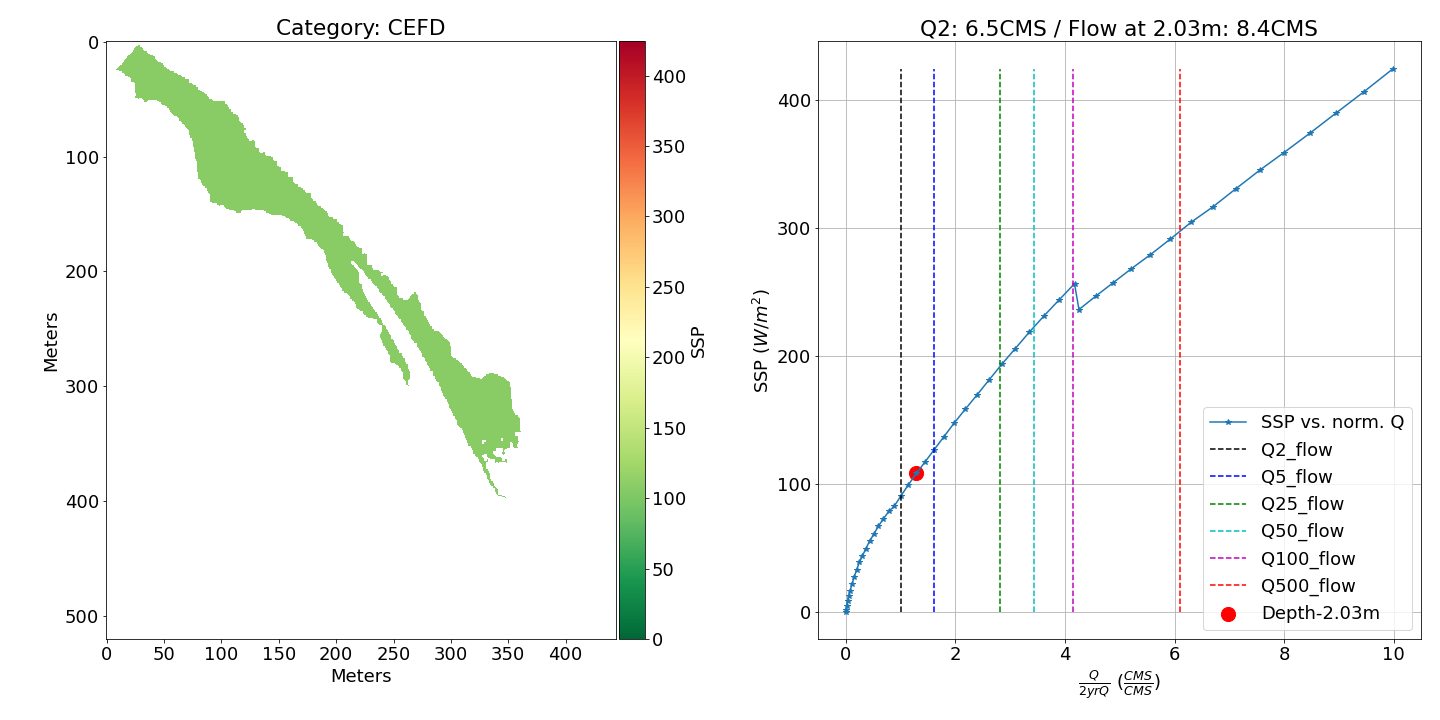 Category: CEFD
0
100
200
300
400
500
Meters
0
50
100
150
200
250
300
350
400
Meters
400
350
300
250
200
150
100
50
0
SSP
Q2: 6.5CMS / Flow at 2.03m: 8.4CMS
400
300
200
100
0
SSP (W/m²)
0
2
4
6
8
10
Q/2yrQ (CMS/CMS)
SSP vs. norm. Q
Q2_flow
Q5_flow
Q25_flow
Q50_flow
Q100_flow
Q500_flow
Depth-2.03m